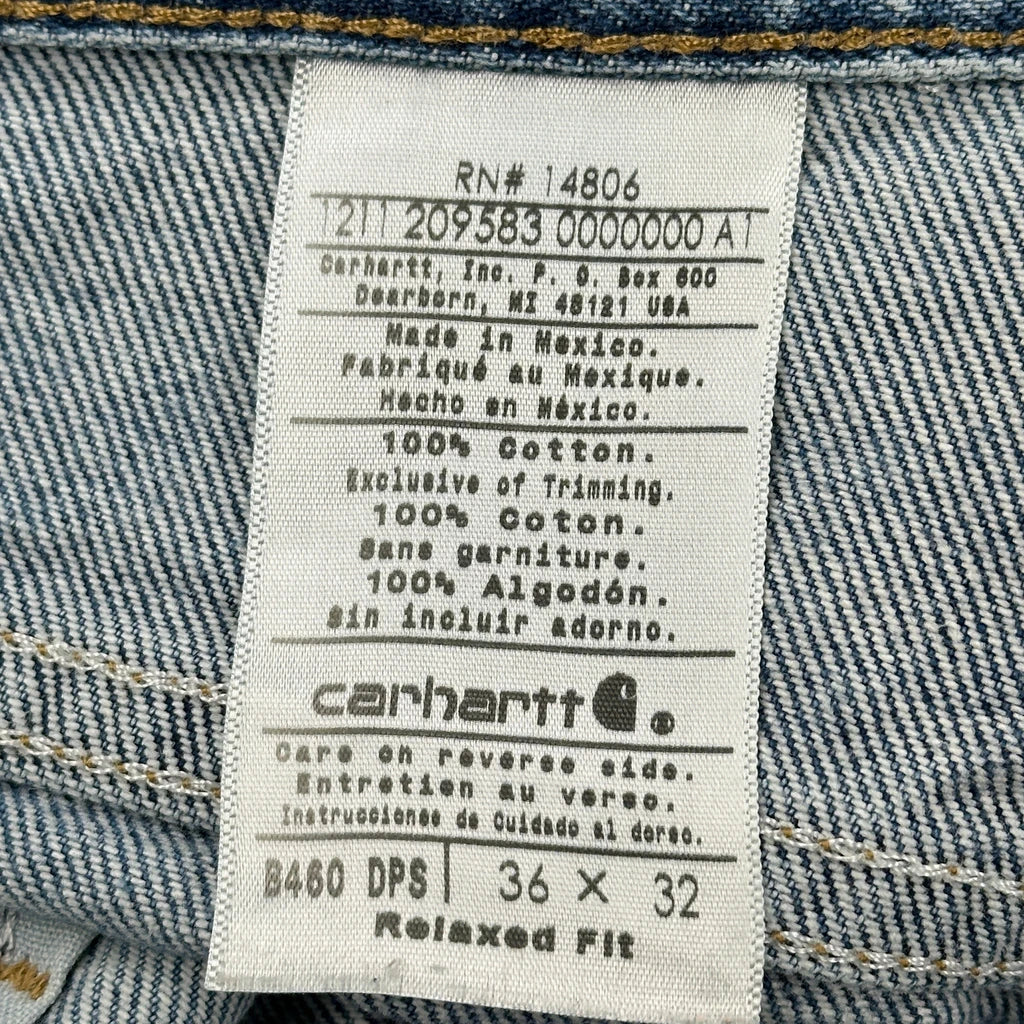 RN# 14806
1211 209583 0000000 A1
Carhartt, Inc. P. O. Box 600
Dearborn, MI 48121 USA
Made in Mexico.
Fabriqué au Mexique.
Hecho en México.
100% Cotton.
Exclusive of Trimming.
100% Coton.
Sans garniture.
100% Algodón.
sin incluir adorno.
carhartt ®
Care on reverse side.
Entretien au verso.
Instrucciones de Cuidado al dorso.
B460 DPS 36 X 32
Relaxed Fit